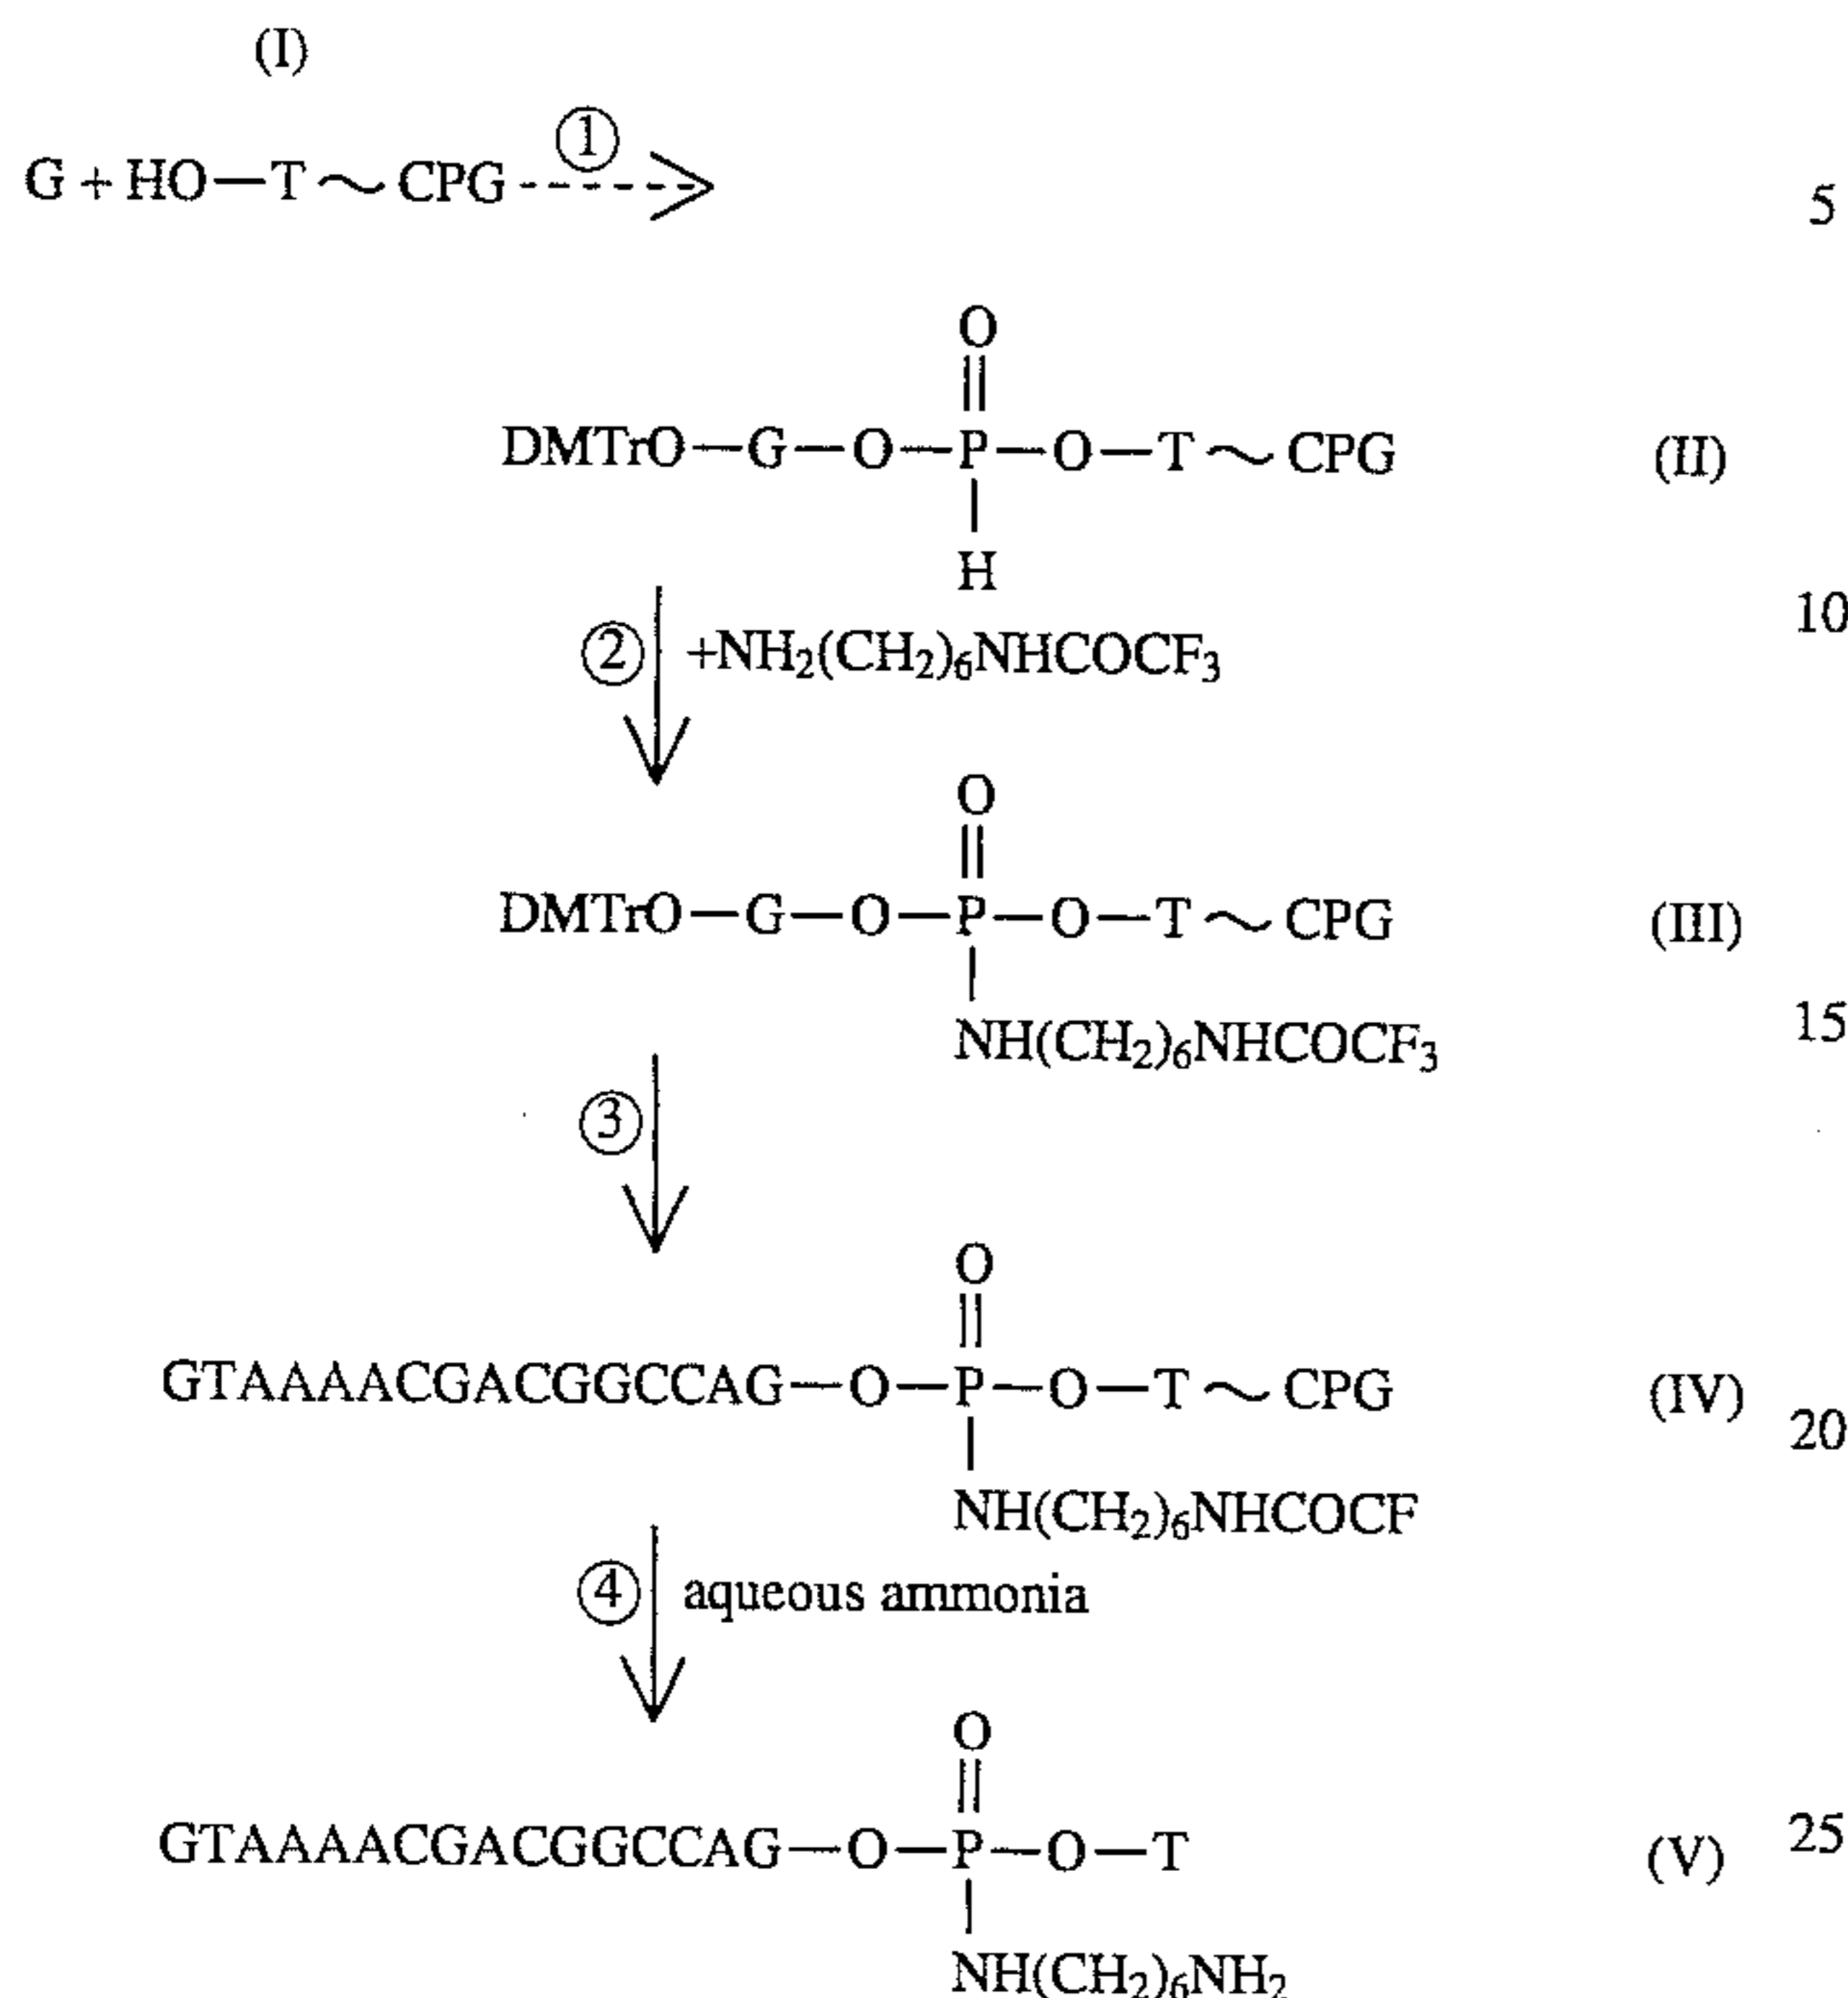 (I)
G + HO—T～CPG ①
5
O
||
DMTrO—G—O—P—O—T～CPG (II)
|
H
10
② +NH₂(CH₂)₆NHCOCF₃
O
||
DMTrO—G—O—P—O—T～CPG (III)
|
15
NH(CH₂)₆NHCOCF₃
③
O
||
GTAAAACGACGGCCAG—O—P—O—T～CPG (IV)
20
|
NH(CH₂)₆NHCOCF
④ aqueous ammonia
O
||
GTAAAACGACGGCCAG—O—P—O—T (V) 25
|
NH(CH₂)₆NH₂